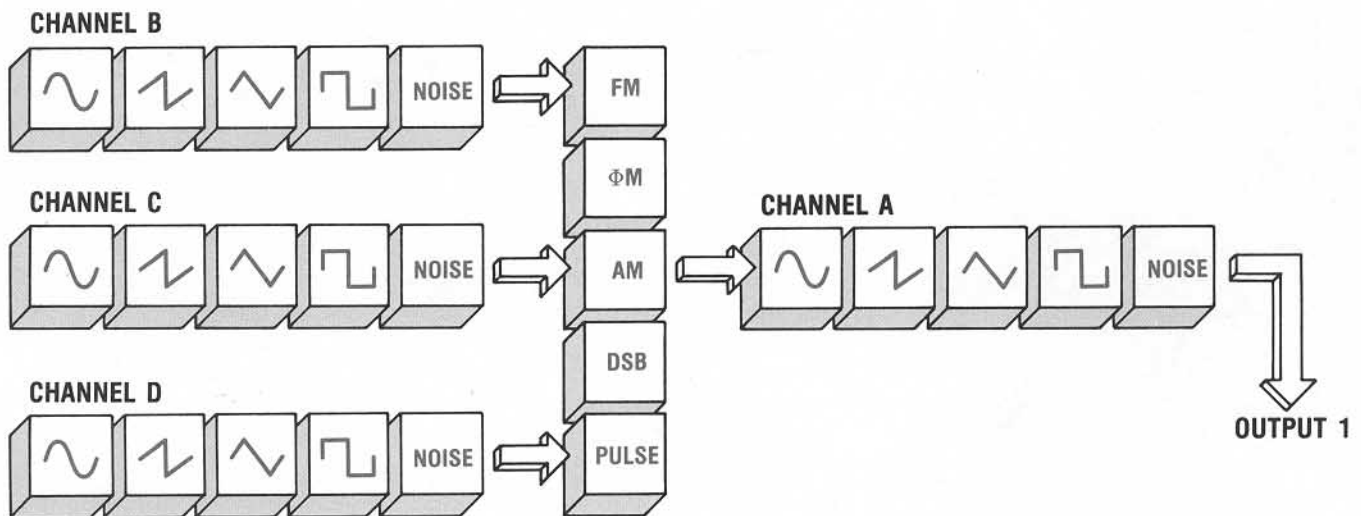 CHANNEL B
NOISE
FM
ΦM
CHANNEL C
NOISE
AM
CHANNEL A
NOISE
DSB
CHANNEL D
NOISE
PULSE
OUTPUT 1